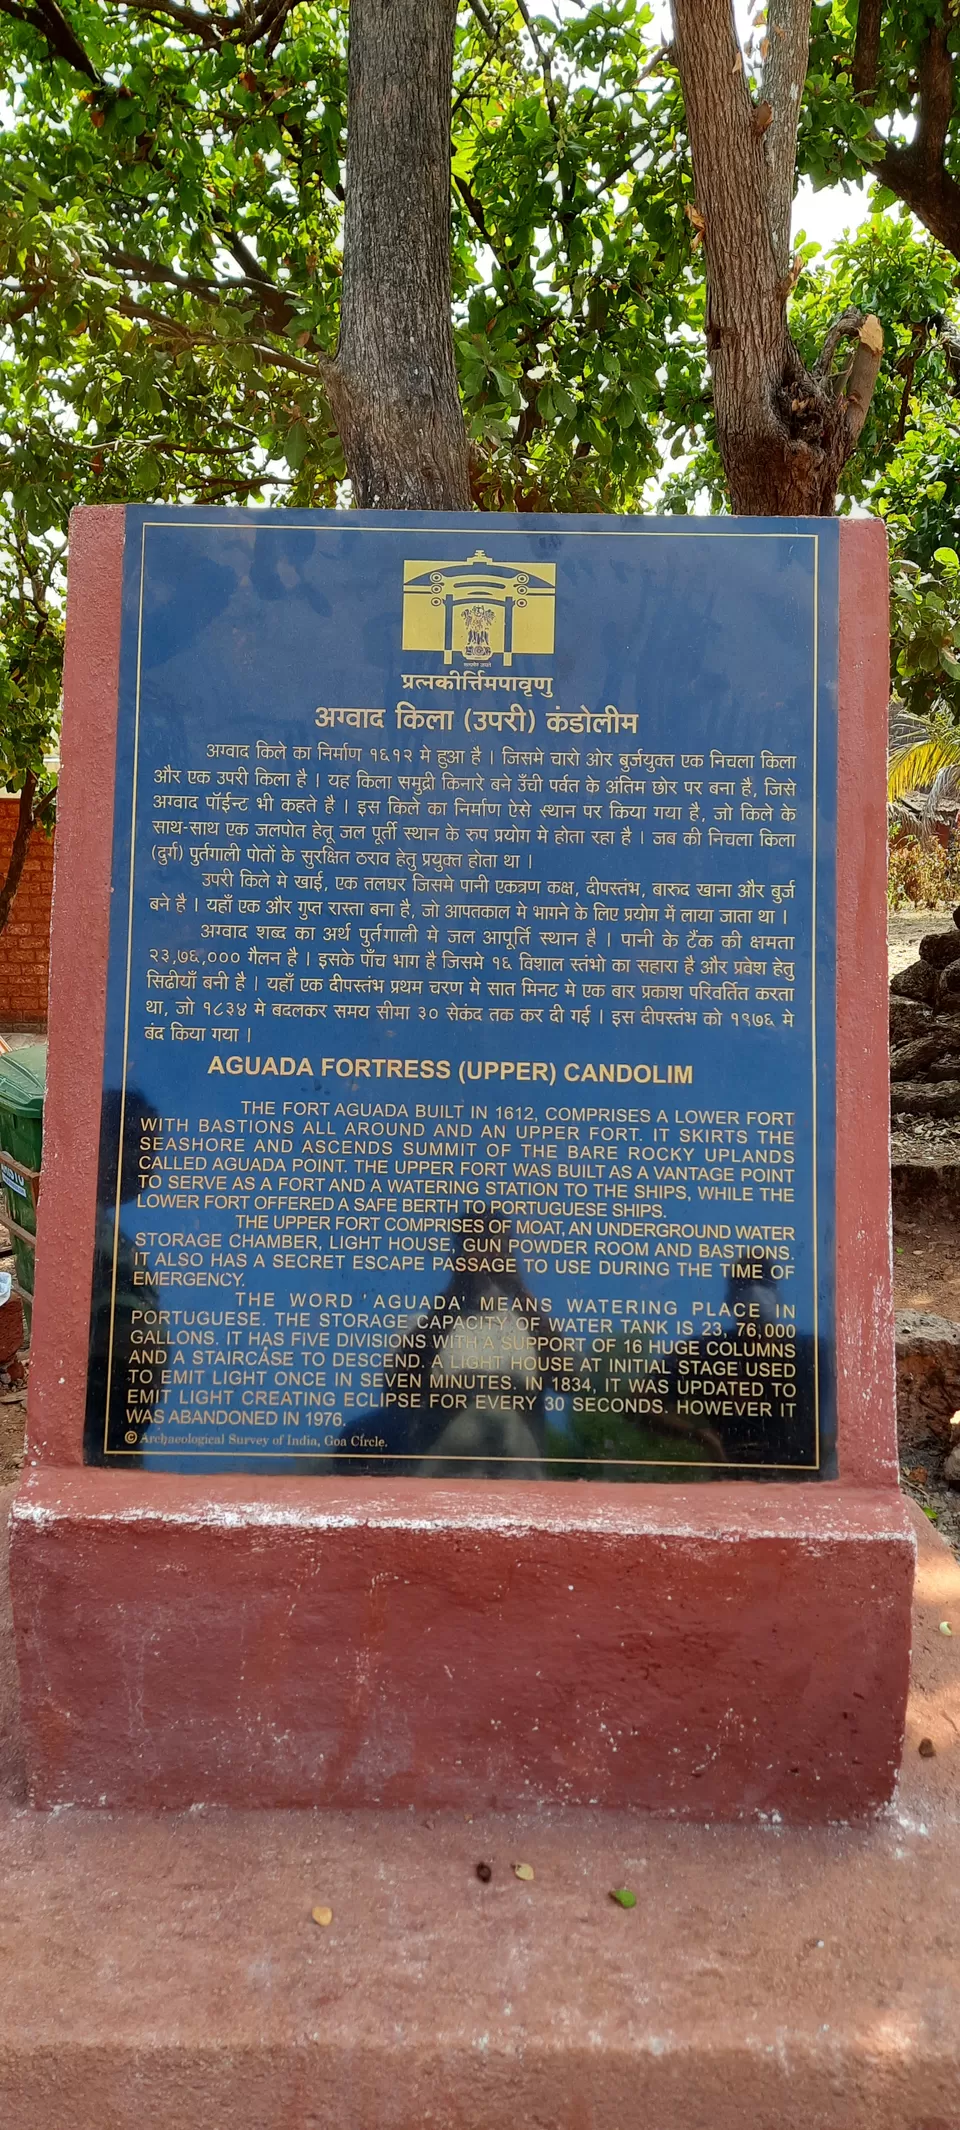 प्रत्नकीर्त्तिमपावृणु
अग्वाद किला (उपरी) कंडोलीम
अग्वाद किले का निर्माण १६१२ मे हुआ है । जिसमे चारो ओर बुर्जयुक्त एक निचला किला
और एक उपरी किला है । यह किला समुद्री किनारे बने उँची पर्वत के अंतिम छोर पर बना है, जिसे
अग्वाद पॉईन्ट भी कहते है । इस किले का निर्माण ऐसे स्थान पर किया गया है, जो किले के
साथ-साथ एक जलपोत हेतू जल पूर्ती स्थान के रुप प्रयोग मे होता रहा है । जब की निचला किला
(दुर्ग) पुर्तगाली पोतों के सुरक्षित ठराव हेतु प्रयुक्त होता था ।
उपरी किले मे खाई, एक तलघर जिसमे पानी एकत्रण कक्ष, दीपस्तंभ, बारुद खाना और बुर्ज
बने है । यहाँ एक और गुप्त रास्ता बना है, जो आपतकाल मे भागने के लिए प्रयोग में लाया जाता था ।
अग्वाद शब्द का अर्थ पुर्तगाली मे जल आपूर्ति स्थान है । पानी के टैंक की क्षमता
२३,७६,००० गैलन है । इसके पाँच भाग है जिसमे १६ विशाल स्तंभो का सहारा है और प्रवेश हेतु
सिढीयाँ बनी है । यहाँ एक दीपस्तंभ प्रथम चरण मे सात मिनट मे एक बार प्रकाश परिवर्तित करता
था, जो १८३४ मे बदलकर समय सीमा ३० सेकंद तक कर दी गई । इस दीपस्तंभ को १९७६ मे
बंद किया गया ।
AGUADA FORTRESS (UPPER) CANDOLIM
THE FORT AGUADA BUILT IN 1612, COMPRISES A LOWER FORT
WITH BASTIONS ALL AROUND AND AN UPPER FORT. IT SKIRTS THE
SEASHORE AND ASCENDS SUMMIT OF THE BARE ROCKY UPLANDS
CALLED AGUADA POINT. THE UPPER FORT WAS BUILT AS A VANTAGE POINT
TO SERVE AS A FORT AND A WATERING STATION TO THE SHIPS, WHILE THE
LOWER FORT OFFERED A SAFE BERTH TO PORTUGUESE SHIPS.
THE UPPER FORT COMPRISES OF MOAT, AN UNDERGROUND WATER
STORAGE CHAMBER, LIGHT HOUSE, GUN POWDER ROOM AND BASTIONS.
IT ALSO HAS A SECRET ESCAPE PASSAGE TO USE DURING THE TIME OF
EMERGENCY.
THE WORD 'AGUADA' MEANS WATERING PLACE IN
PORTUGUESE. THE STORAGE CAPACITY OF WATER TANK IS 23, 76,000
GALLONS. IT HAS FIVE DIVISIONS WITH A SUPPORT OF 16 HUGE COLUMNS
AND A STAIRCASE TO DESCEND. A LIGHT HOUSE AT INITIAL STAGE USED
TO EMIT LIGHT ONCE IN SEVEN MINUTES. IN 1834, IT WAS UPDATED TO
EMIT LIGHT CREATING ECLIPSE FOR EVERY 30 SECONDS. HOWEVER IT
WAS ABANDONED IN 1976.
© Archaeological Survey of India, Goa Circle.